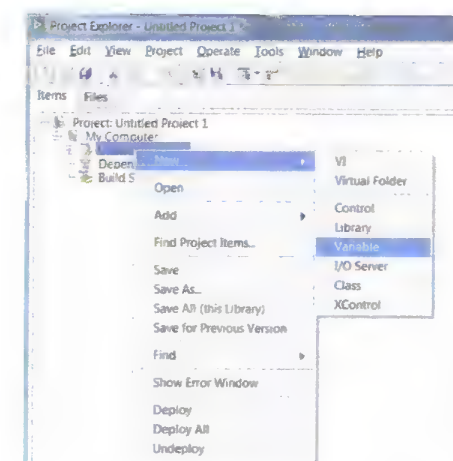 Project Explorer - Untitled Project 1 *
File Edit View Project Operate Tools Window Help
Items Files
Project: Untitled Project 1
My Computer
Depen
Build S
New
Open
Add
Find Project Items...
Save
Save As...
Save All (this Library)
Save for Previous Version
Find
Show Error Window
Deploy
Deploy All
Undeploy
VI
Virtual Folder
Control
Library
Variable
I/O Server
Class
XControl